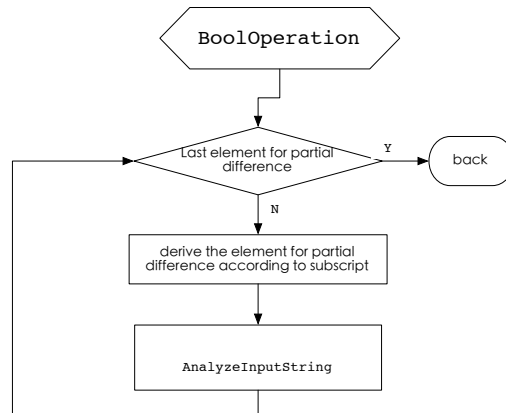 BoolOperation
Last element for partial
difference
Y
back
N
derive the element for partial
difference according to subscript
AnalyzeInputString